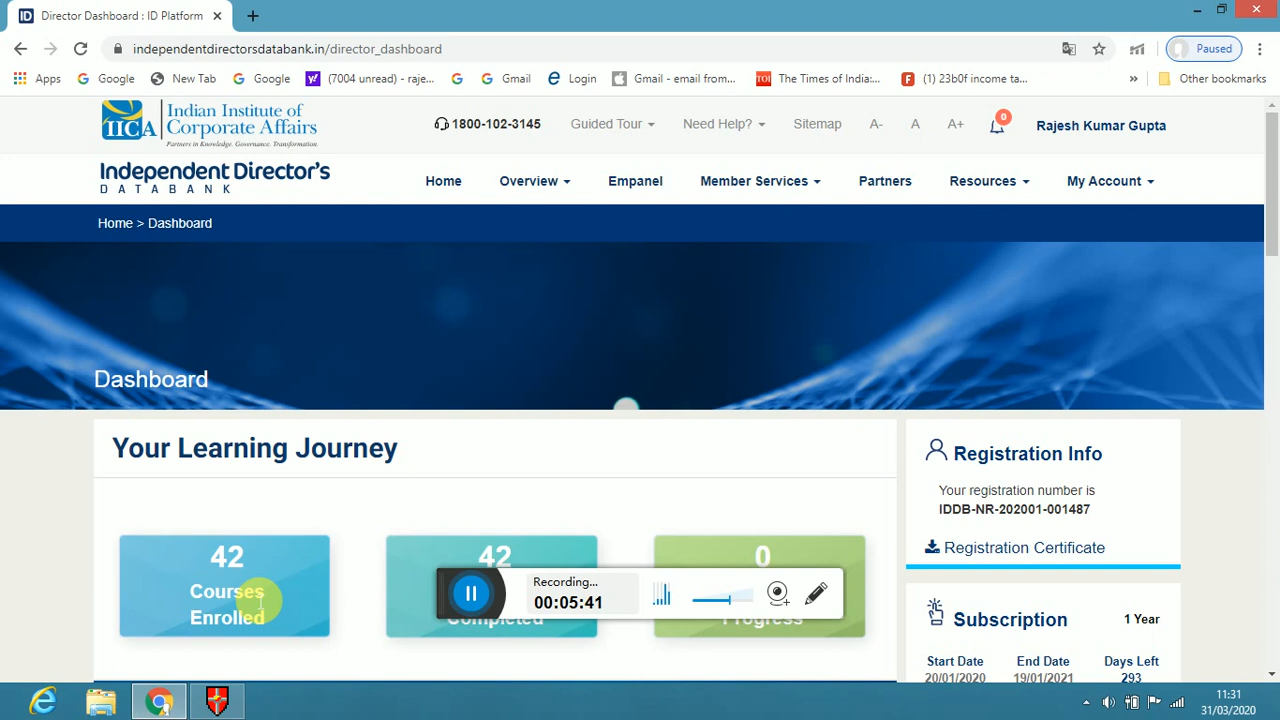 Director Dashboard : ID Platform
independentdirectorsdatabank.in/director_dashboard
Paused
Apps
Google
New Tab
Google
(7004 unread) - raje...
Gmail
Login
Gmail - email from...
TOI
The Times of India:...
(1) 23b0f income ta...
»
Other bookmarks
IICA
Indian Institute of
Corporate Affairs
Partners in Knowledge. Governance. Transformation.
1800-102-3145
Guided Tour
Need Help?
Sitemap
A-
A
A+
0
Rajesh Kumar Gupta
Independent Director's
DATABANK
Home
Overview
Empanel
Member Services
Partners
Resources
My Account
Home > Dashboard
Dashboard
Your Learning Journey
42
Courses
Enrolled
42
Completed
0
Progress
Recording...
00:05:41
Registration Info
Your registration number is
IDDB-NR-202001-001487
Registration Certificate
Subscription
1 Year
Start Date
End Date
Days Left
20/01/2020
19/01/2021
293
11:31
31/03/2020